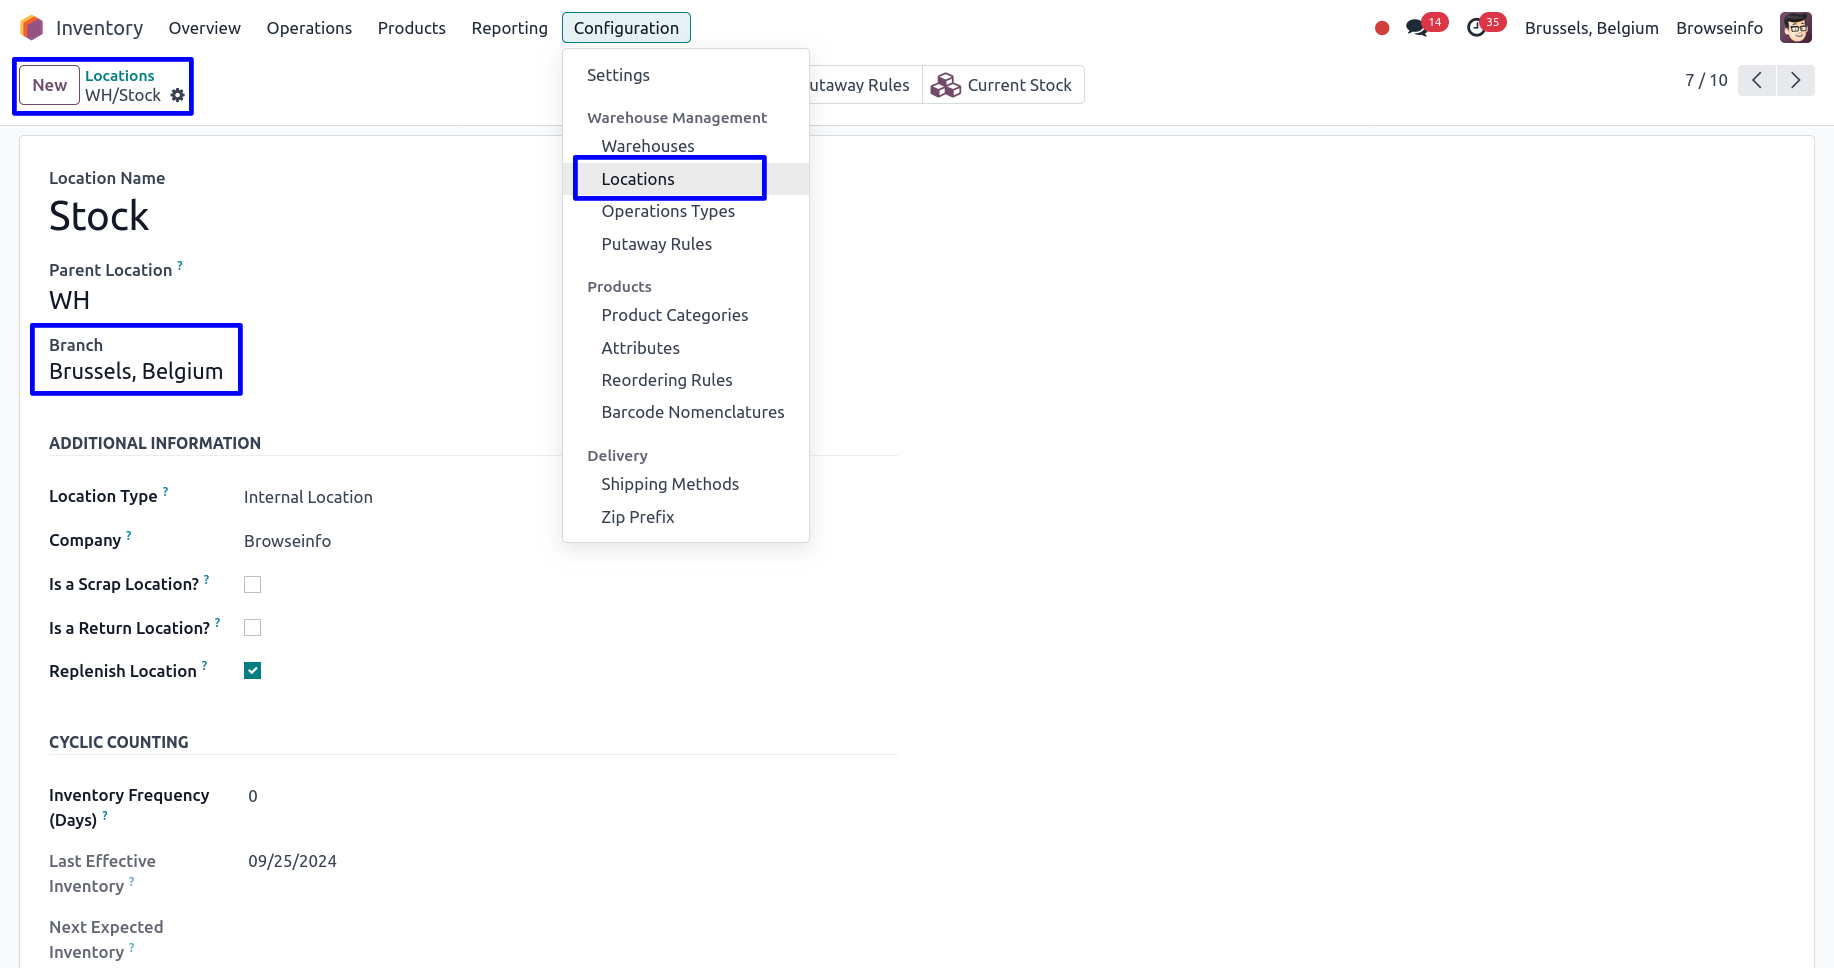 Inventory Overview Operations Products Reporting Configuration 14 35 Brussels, Belgium Browseinfo
New Locations
WH/Stock
utaway Rules Current Stock 7 / 10
Settings
Warehouse Management
Warehouses
Locations
Operations Types
Putaway Rules
Products
Product Categories
Attributes
Reordering Rules
Barcode Nomenclatures
Delivery
Shipping Methods
Zip Prefix
Location Name
Stock
Parent Location ?
WH
Branch
Brussels, Belgium
ADDITIONAL INFORMATION
Location Type ? Internal Location
Company ? Browseinfo
Is a Scrap Location? ?
Is a Return Location? ?
Replenish Location ?
CYCLIC COUNTING
Inventory Frequency 0
(Days) ?
Last Effective 09/25/2024
Inventory ?
Next Expected
Inventory ?